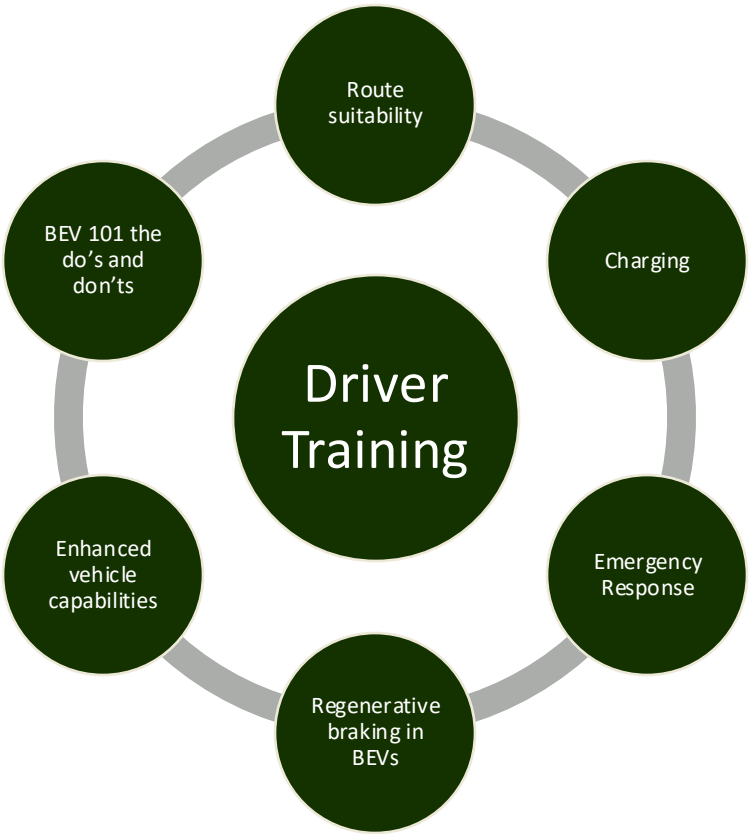 Route
suitability
Charging
Emergency
Response
Regenerative
braking in
BEVs
Enhanced
vehicle
capabilities
BEV 101 the
do’s and
don’ts
Driver
Training